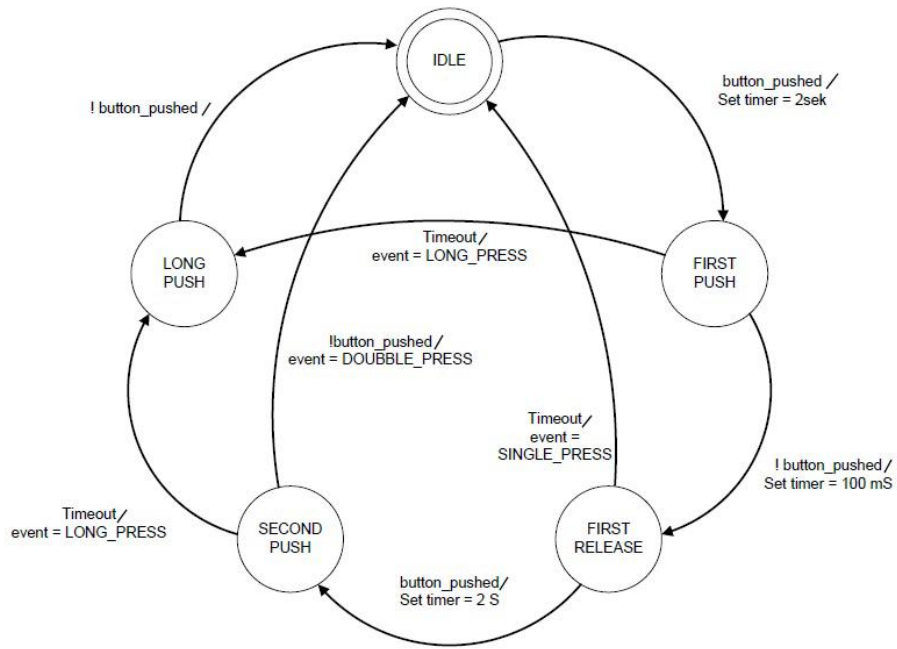 IDLE
button_pushed /
Set timer = 2sek
! button_pushed /
LONG
PUSH
Timeout/
event = LONG_PRESS
FIRST
PUSH
!button_pushed/
event = DOUBBLE_PRESS
Timeout/
event =
SINGLE_PRESS
! button_pushed/
Set timer = 100 mS
Timeout/
event = LONG_PRESS
SECOND
PUSH
FIRST
RELEASE
button_pushed/
Set timer = 2 S